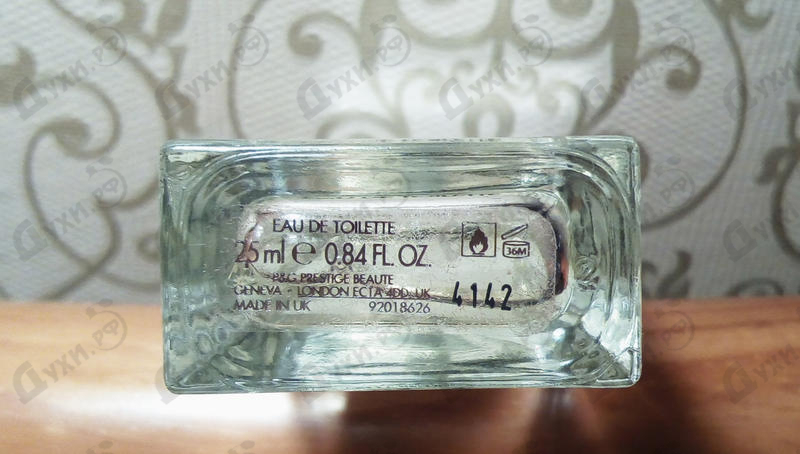 EAU DE TOILETTE
25 ml ℮ 0.84 FL. OZ.
P&G PRESTIGE BEAUTE
GENEVA - LONDON EC1A 4DD. UK
MADE IN UK 92018626
36M
4142
Духи.РФ